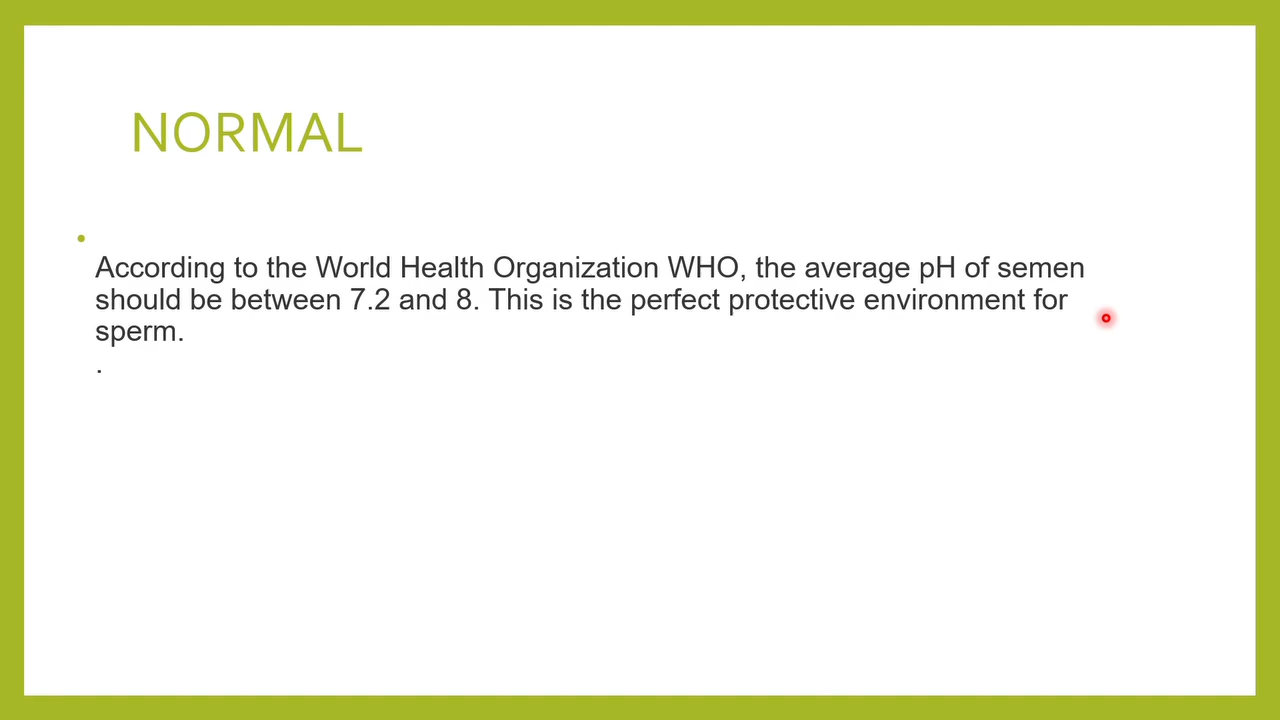 NORMAL
•
According to the World Health Organization WHO, the average pH of semen
should be between 7.2 and 8. This is the perfect protective environment for
sperm.
.